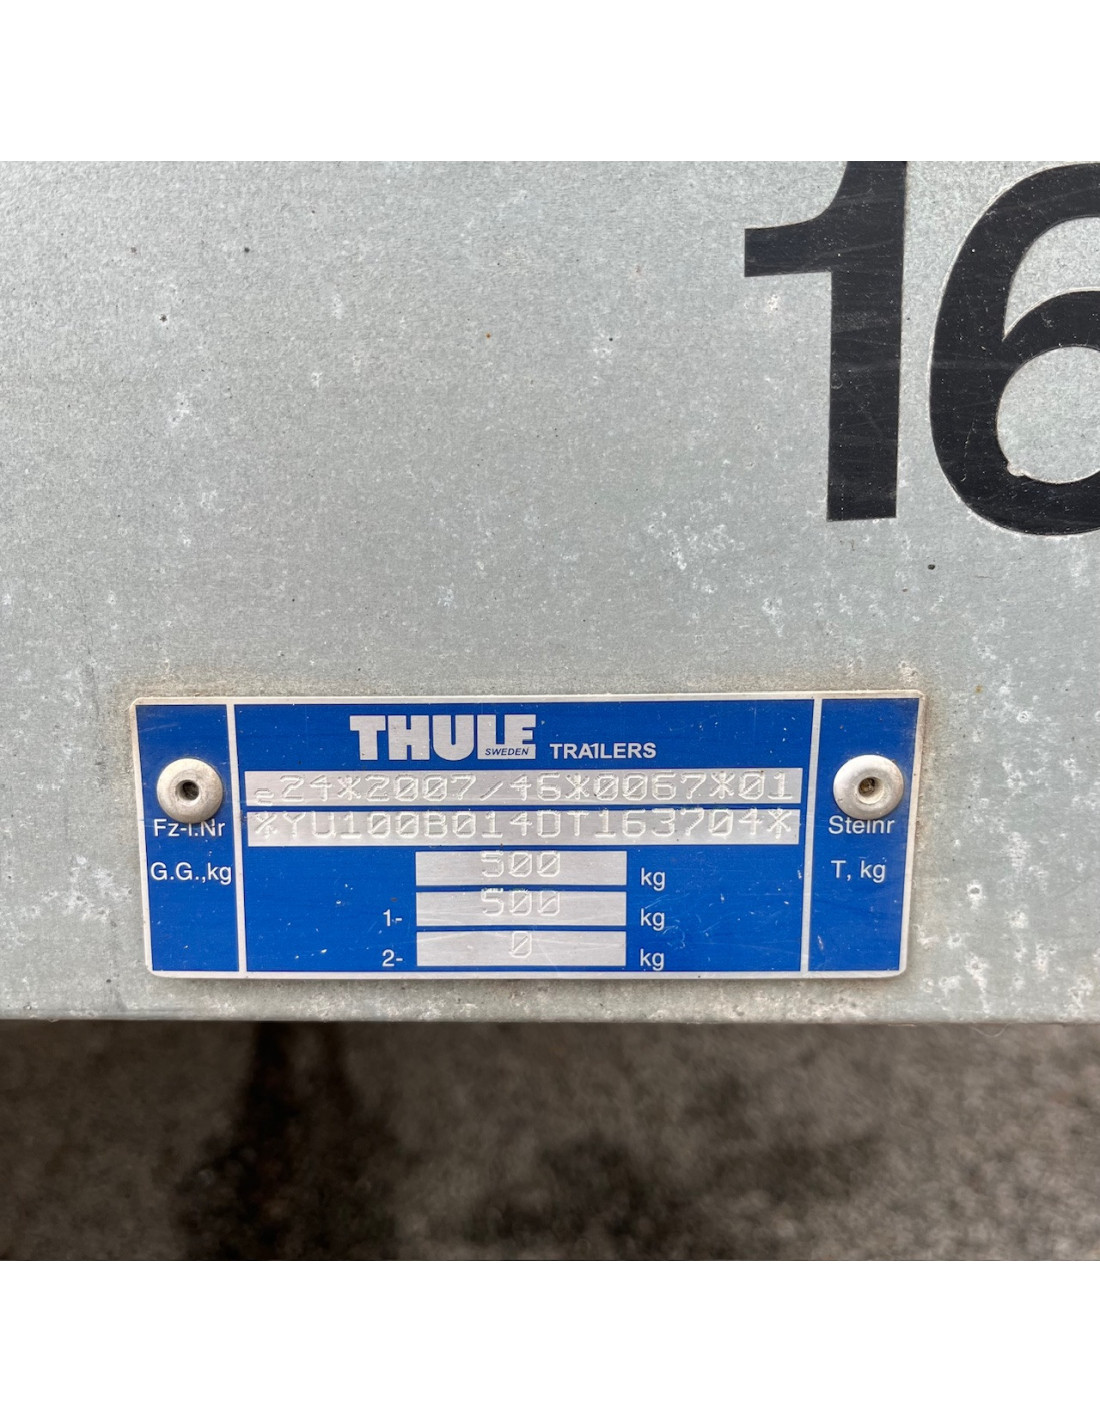 16
THULE
SWEDEN
TRAILERS
e24*2007/46*0067*01
Fz-I.Nr *YU100B014DT163704* Stelnr
G.G.,kg 500 kg T, kg
1- 500 kg
2- 0 kg